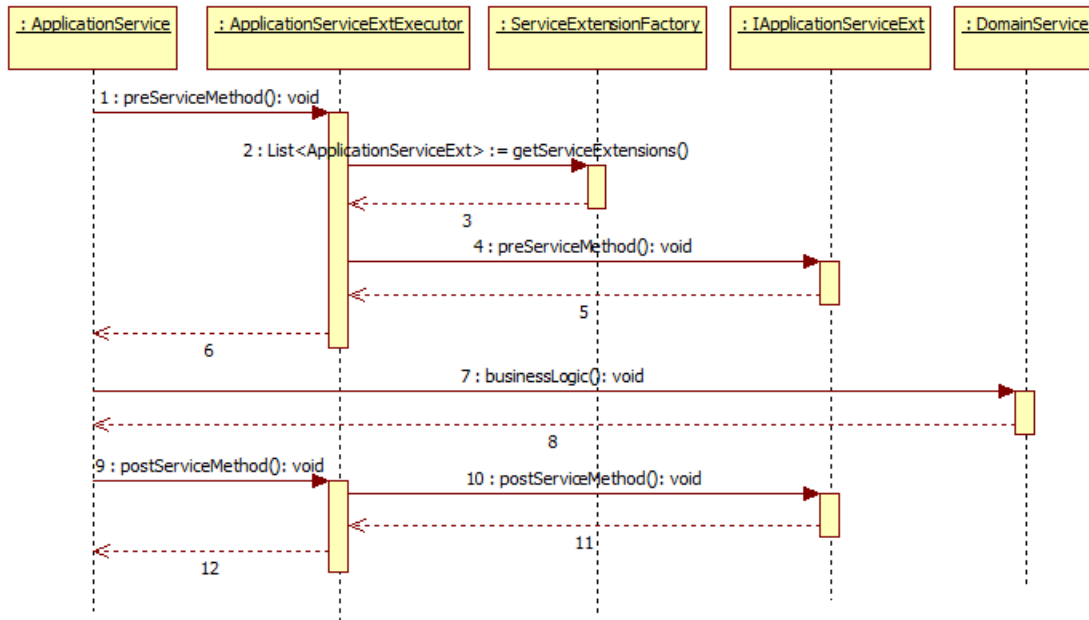 : ApplicationService : ApplicationServiceExtExecutor : ServiceExtensionFactory : IApplicationServiceExt : DomainService
1 : preServiceMethod(): void
2 : List<ApplicationServiceExt> := getServiceExtensions()
3
4 : preServiceMethod(): void
5
6
7 : businessLogic(): void
8
9 : postServiceMethod(): void
10 : postServiceMethod(): void
11
12